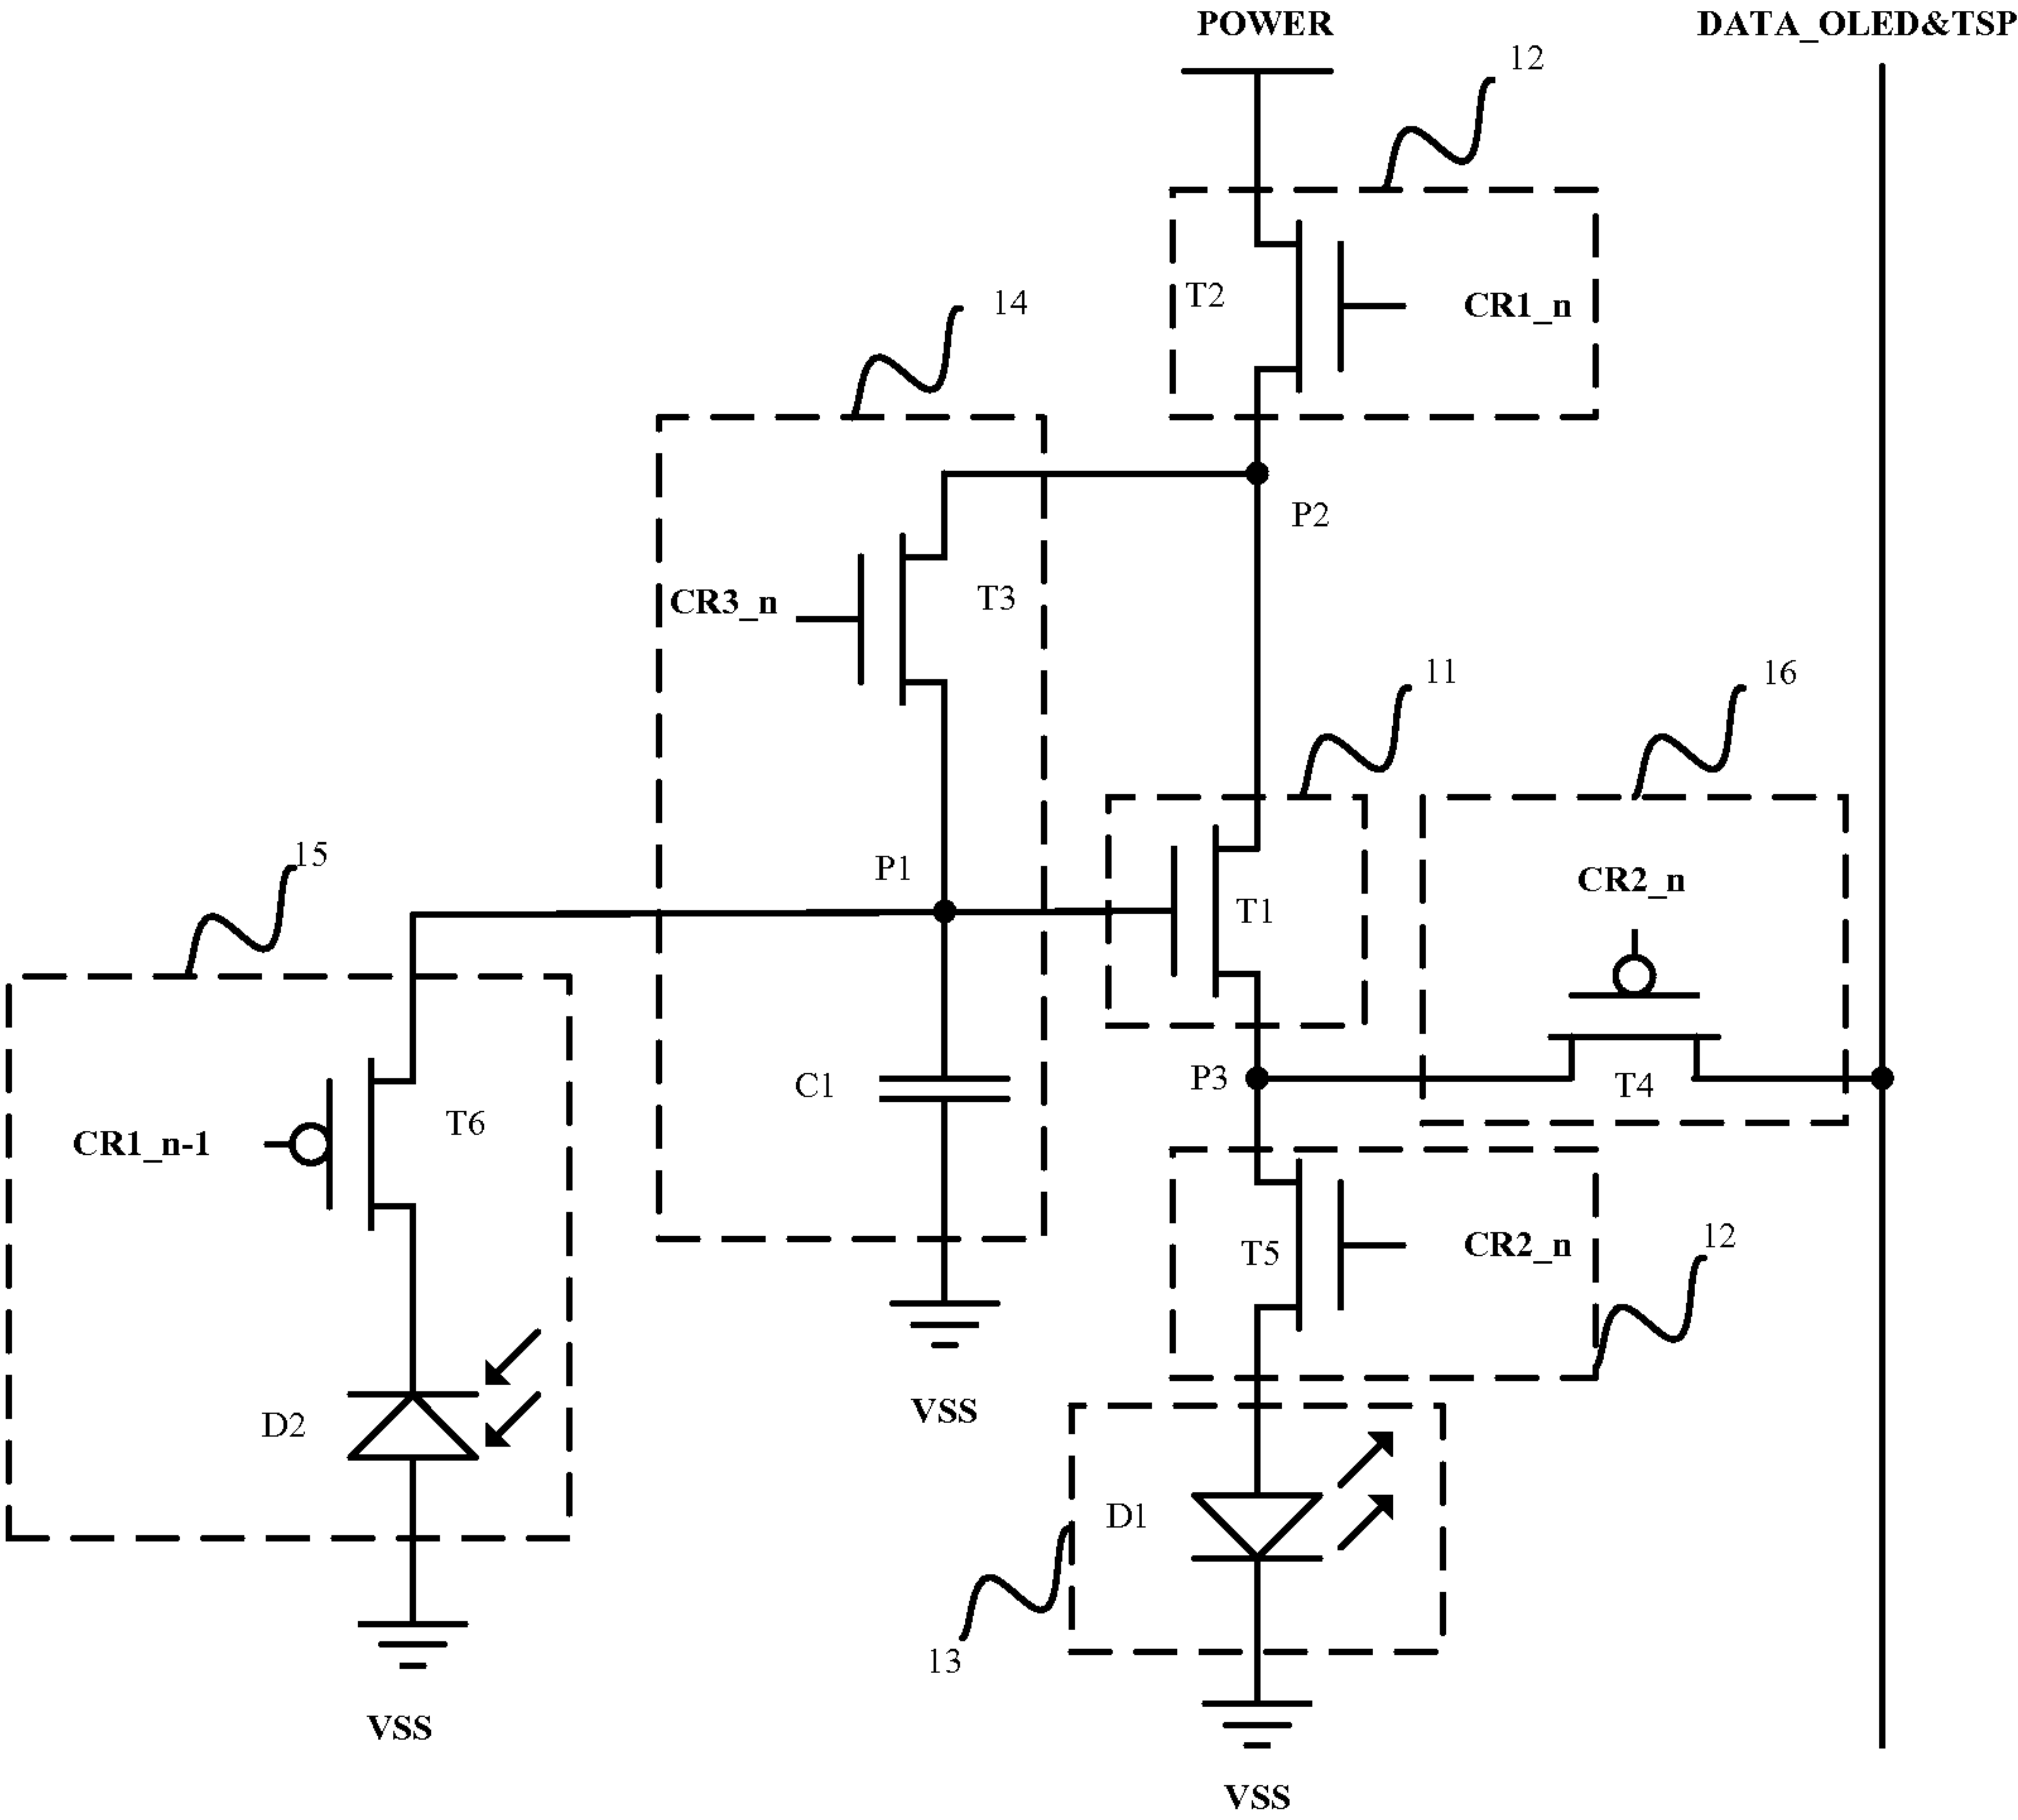 POWER
DATA_OLED&TSP
12
T2
CR1_n
14
P2
CR3_n
T3
11
16
15
P1
CR2_n
T1
P3
T4
C1
T6
CR1_n-1
T5
CR2_n
12
VSS
D2
D1
13
VSS
VSS